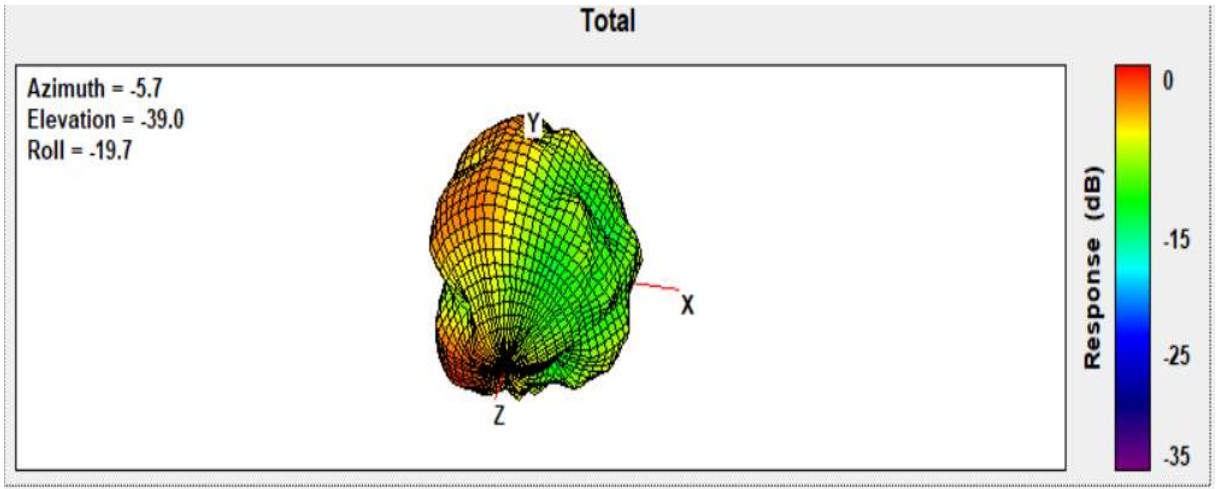 Total
Azimuth = -5.7
Elevation = -39.0
Roll = -19.7
Y
X
Z
Response (dB)
0
-15
-25
-35